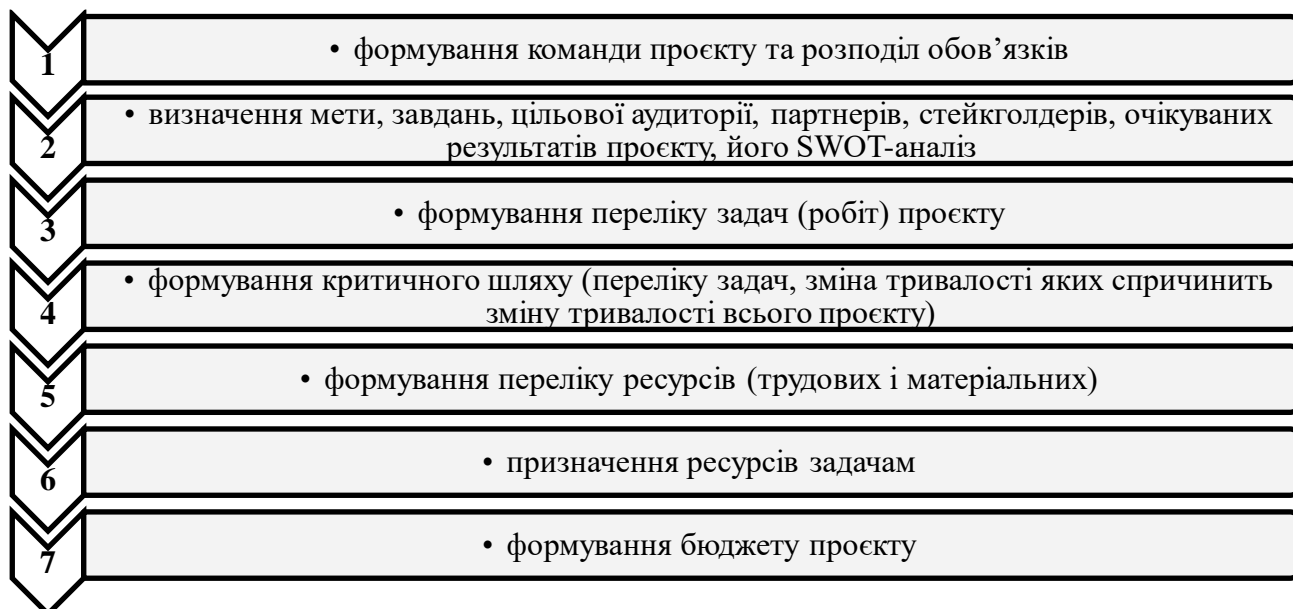 1
• формування команди проєкту та розподіл обов’язків
2
• визначення мети, завдань, цільової аудиторії, партнерів, стейкголдерів, очікуваних
результатів проєкту, його SWOT-аналіз
3
• формування переліку задач (робіт) проєкту
4
• формування критичного шляху (переліку задач, зміна тривалості яких спричинить
зміну тривалості всього проєкту)
5
• формування переліку ресурсів (трудових і матеріальних)
6
• призначення ресурсів задачам
7
• формування бюджету проєкту